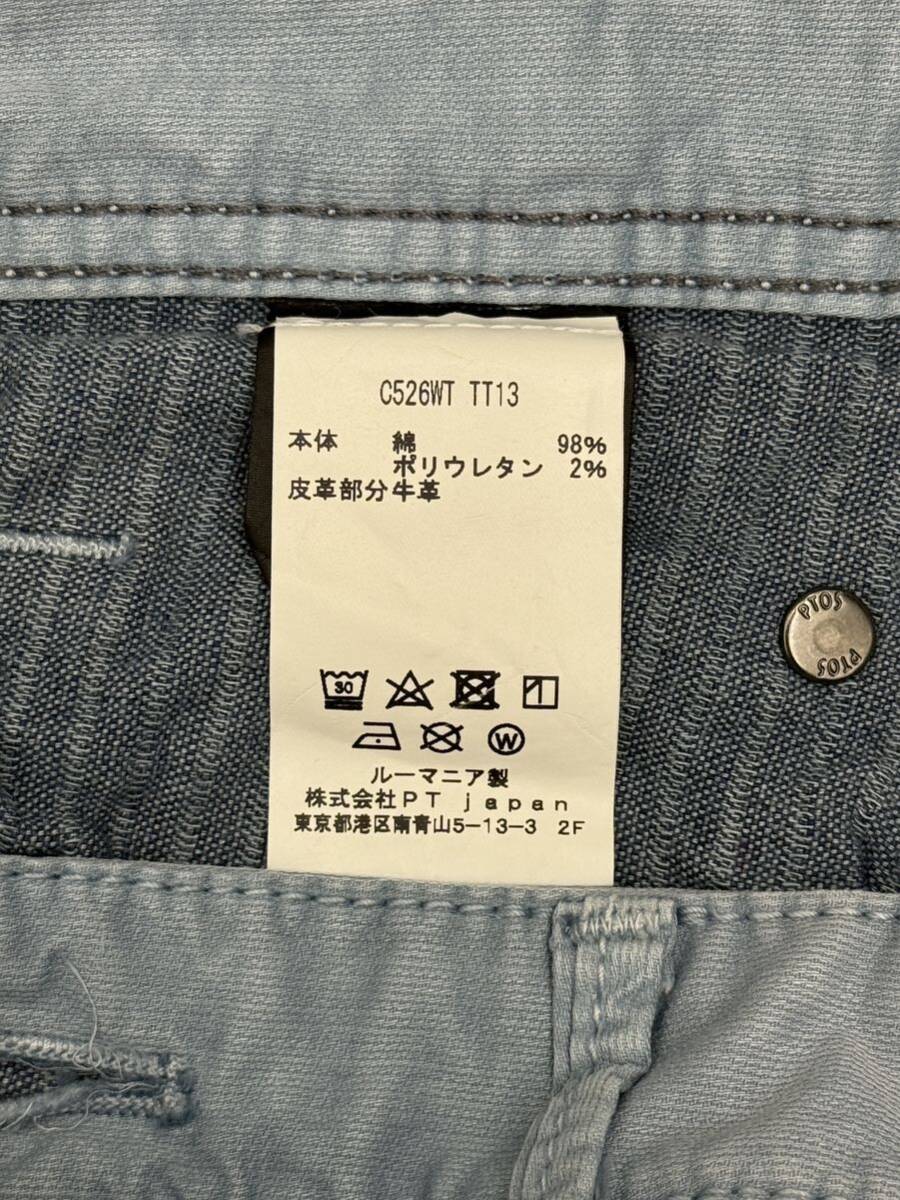 C526WT TT13
本体 綿 98%
ポリウレタン 2%
皮革部分牛革
PT05
PT05
30
W
ルーマニア製
株式会社PT japan
東京都港区南青山5-13-3 2F